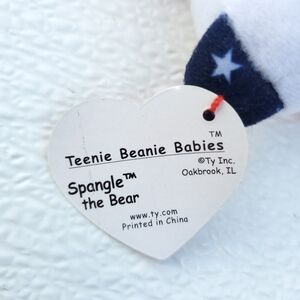 TM
Teenie Beanie Babies
©Ty Inc.
Oakbrook, IL
Spangle™
the Bear
www.ty.com
Printed in China